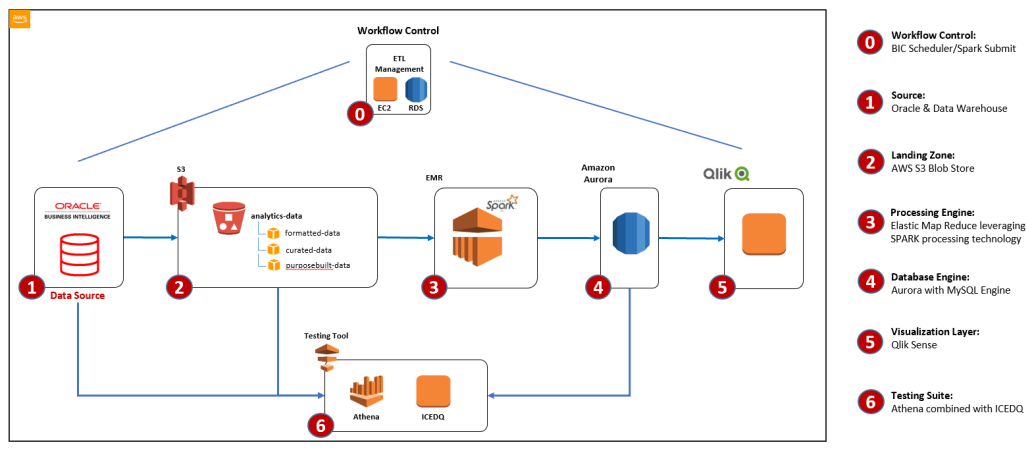 aws
Workflow Control
ETL
Management
EC2 RDS
0
S3
EMR
Amazon
Aurora
Qlik
ORACLE
BUSINESS INTELLIGENCE
analytics-data
formatted-data
curated-data
purposebuilt-data
Spark
1
Data Source
2
3
4
5
Testing Tool
Athena
ICEDQ
6
0
Workflow Control:
BIC Scheduler/Spark Submit
1
Source:
Oracle & Data Warehouse
2
Landing Zone:
AWS S3 Blob Store
3
Processing Engine:
Elastic Map Reduce leveraging
SPARK processing technology
4
Database Engine:
Aurora with MySQL Engine
5
Visualization Layer:
Qlik Sense
6
Testing Suite:
Athena combined with ICEDQ